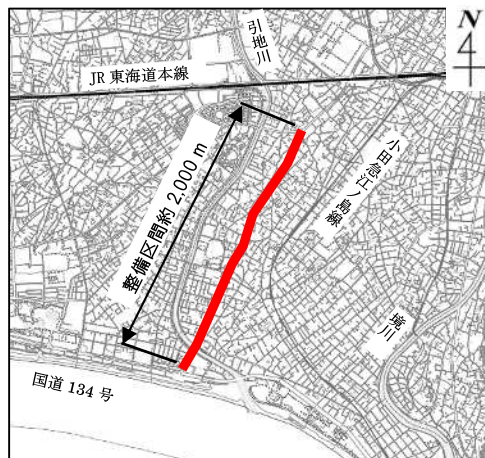 N
引地川
JR 東海道本線
小田急江ノ島線
整備区間約 2,000 m
境川
国道 134 号